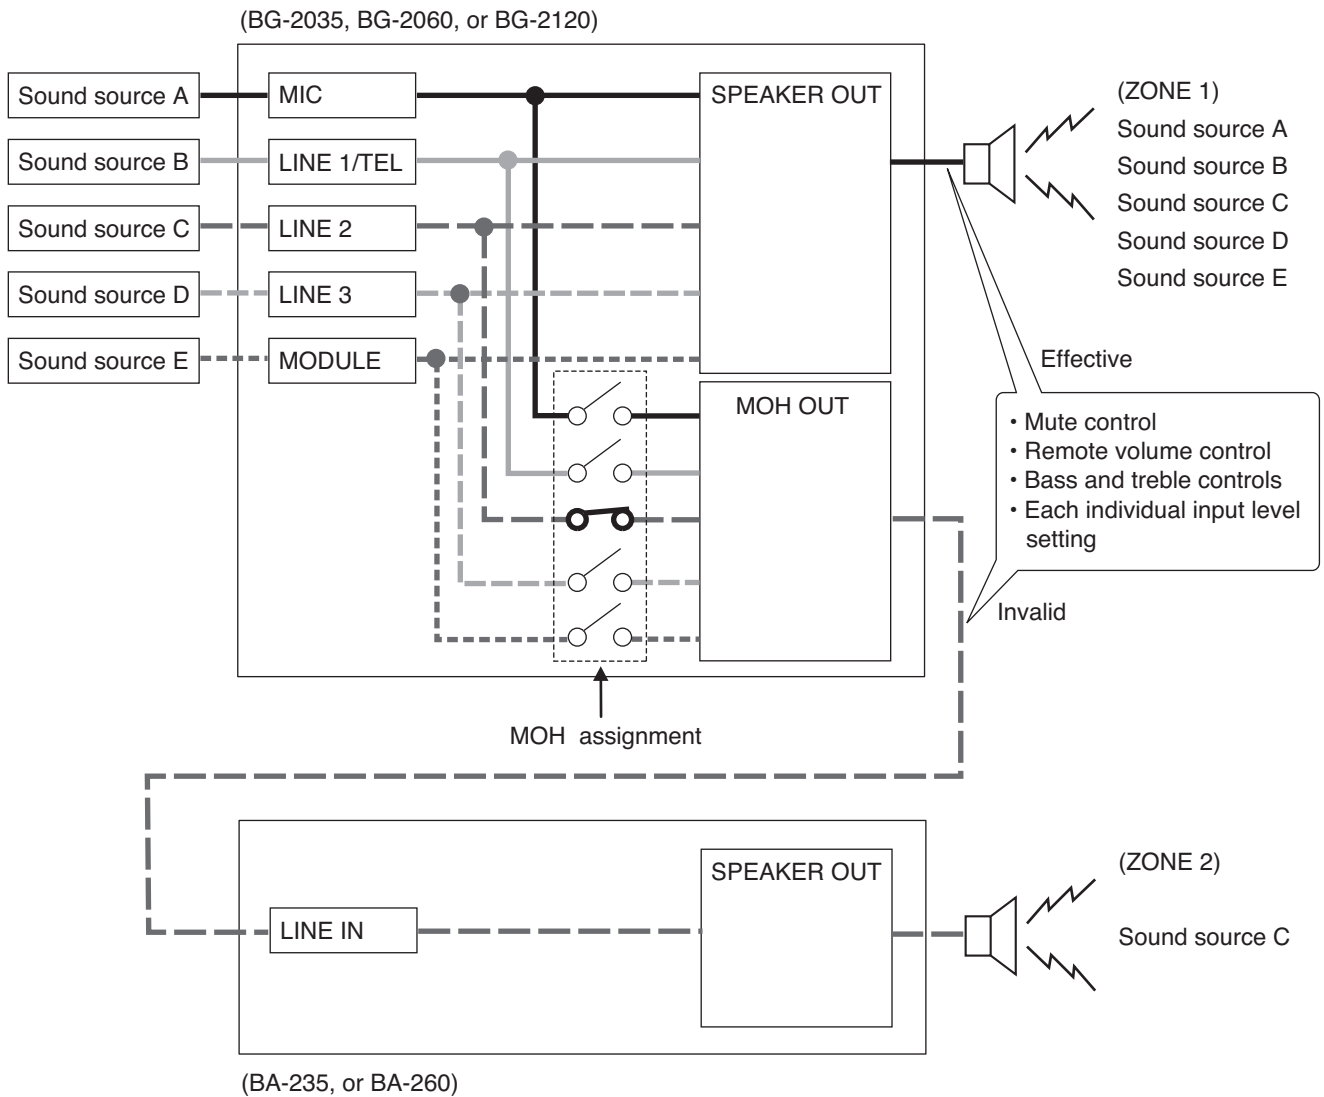 (BG-2035, BG-2060, or BG-2120)
Sound source A
MIC
SPEAKER OUT
Sound source B
LINE 1/TEL
Sound source C
LINE 2
Sound source D
LINE 3
Sound source E
MODULE
(ZONE 1)
Sound source A
Sound source B
Sound source C
Sound source D
Sound source E
MOH OUT
Effective
• Mute control
• Remote volume control
• Bass and treble controls
• Each individual input level
setting
Invalid
MOH assignment
LINE IN
SPEAKER OUT
(ZONE 2)
Sound source C
(BA-235, or BA-260)